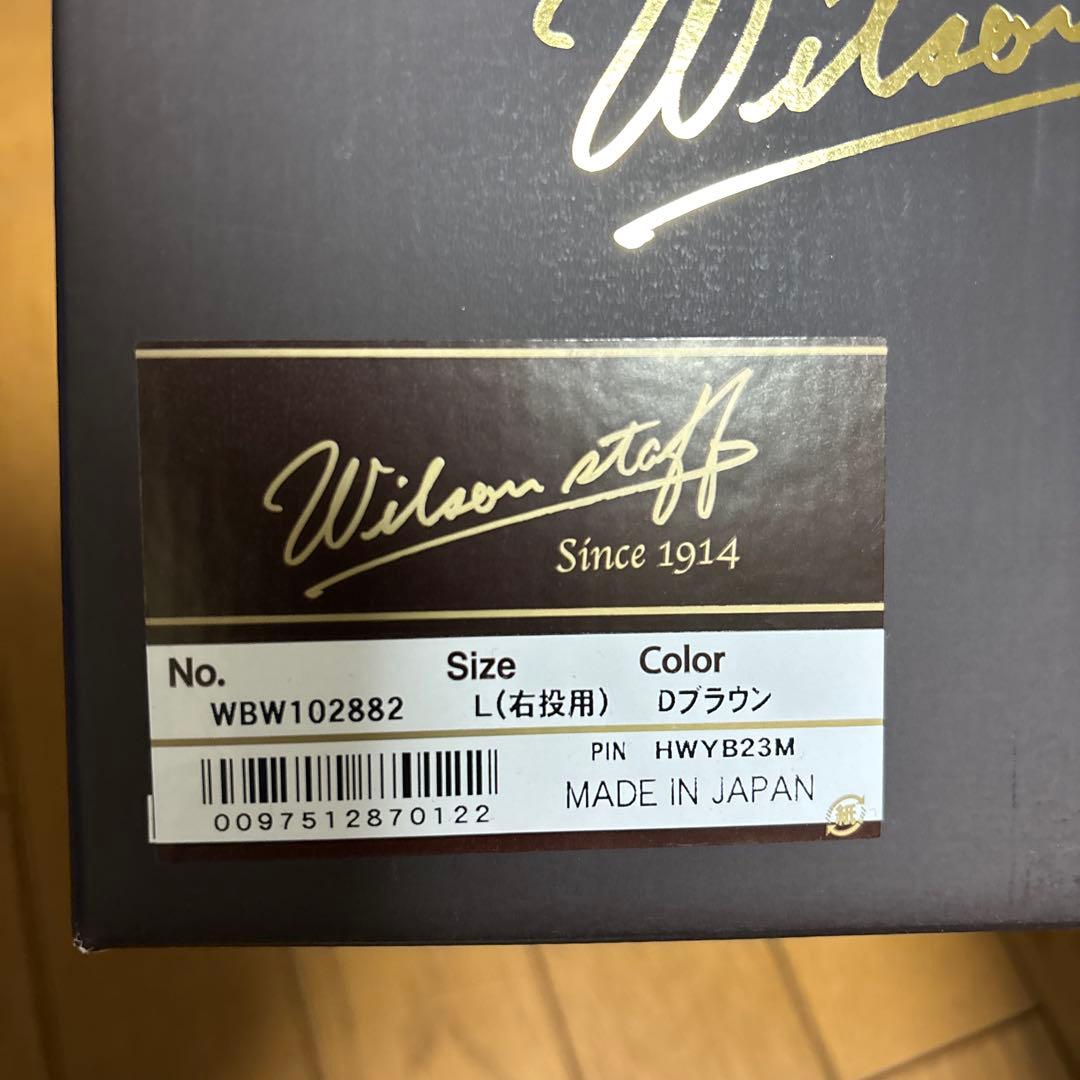 Wilson
Wilson staff
Since 1914
No. Size Color
WBW102882 L(右投用) Dブラウン
PIN HWYB23M
MADE IN JAPAN
0097512870122
紙